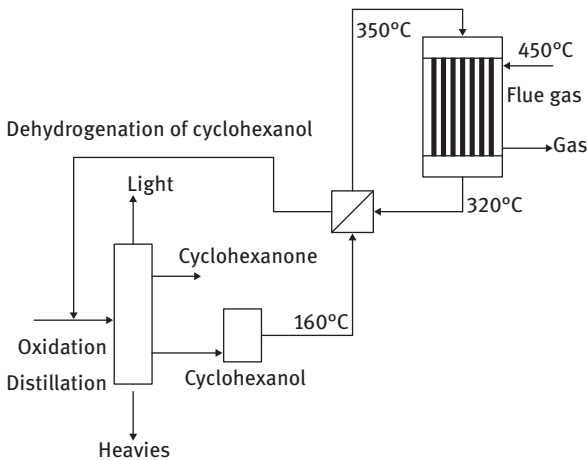 350°C
450°C
Flue gas
Dehydrogenation of cyclohexanol
Gas
Light
320°C
Cyclohexanone
160°C
Oxidation
Distillation
Cyclohexanol
Heavies